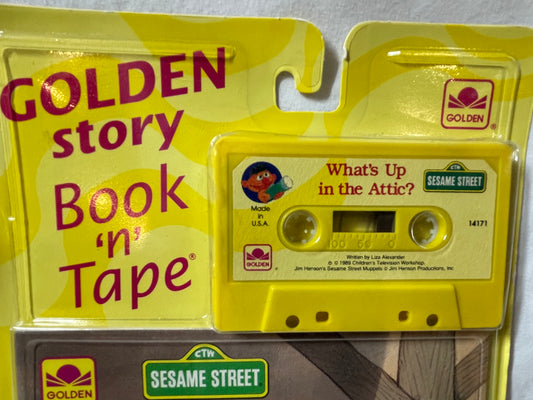 GOLDEN
story
Book
'n'
Tape®
GOLDEN
®
What's Up
in the Attic?
CTW
SESAME STREET
Made
in
U.S.A.
14171
GOLDEN
Written by Liza Alexander
℗ © 1989 Children's Television Workshop.
Jim Henson's Sesame Street Muppets © Jim Henson Productions, Inc
GOLDEN
CTW
SESAME STREET